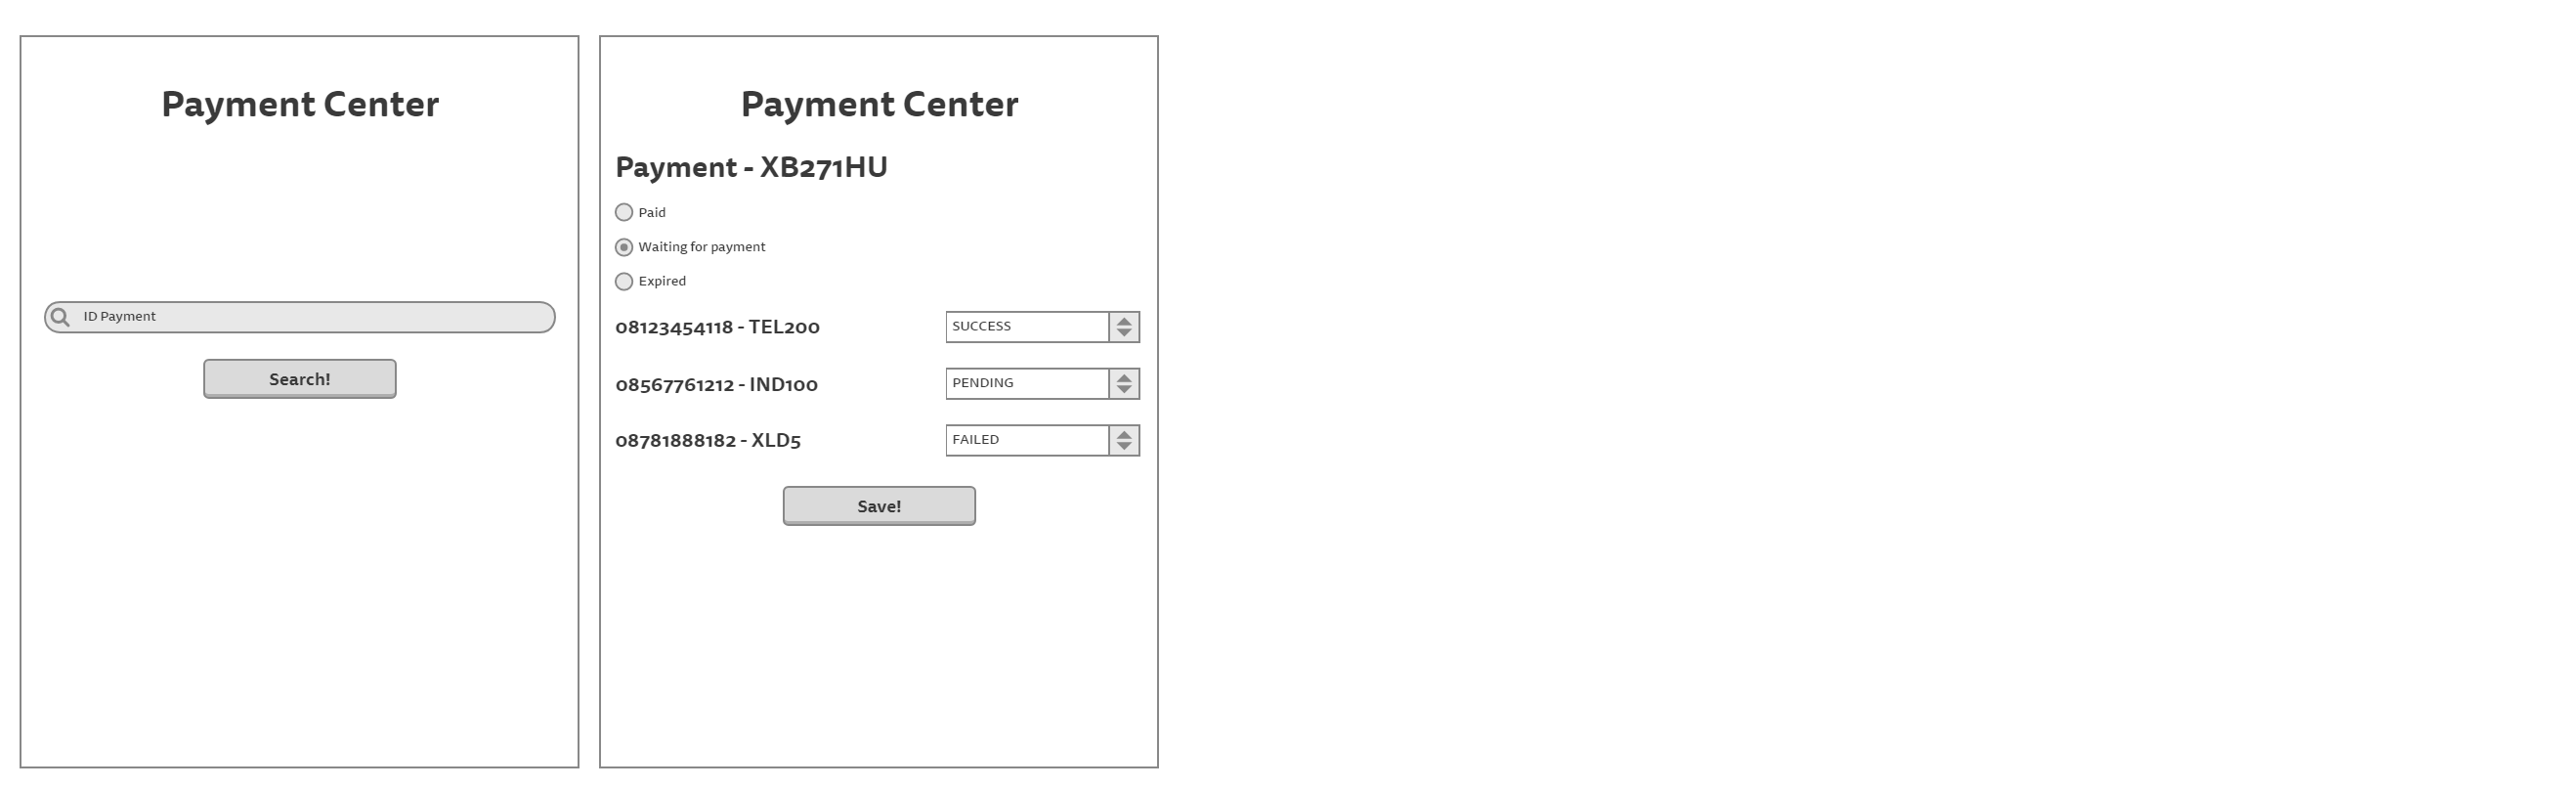 Payment Center
ID Payment
Search!
Payment Center
Payment - XB271HU
Paid
Waiting for payment
Expired
08123454118 - TEL200
SUCCESS
08567761212 - IND100
PENDING
08781888182 - XLD5
FAILED
Save!